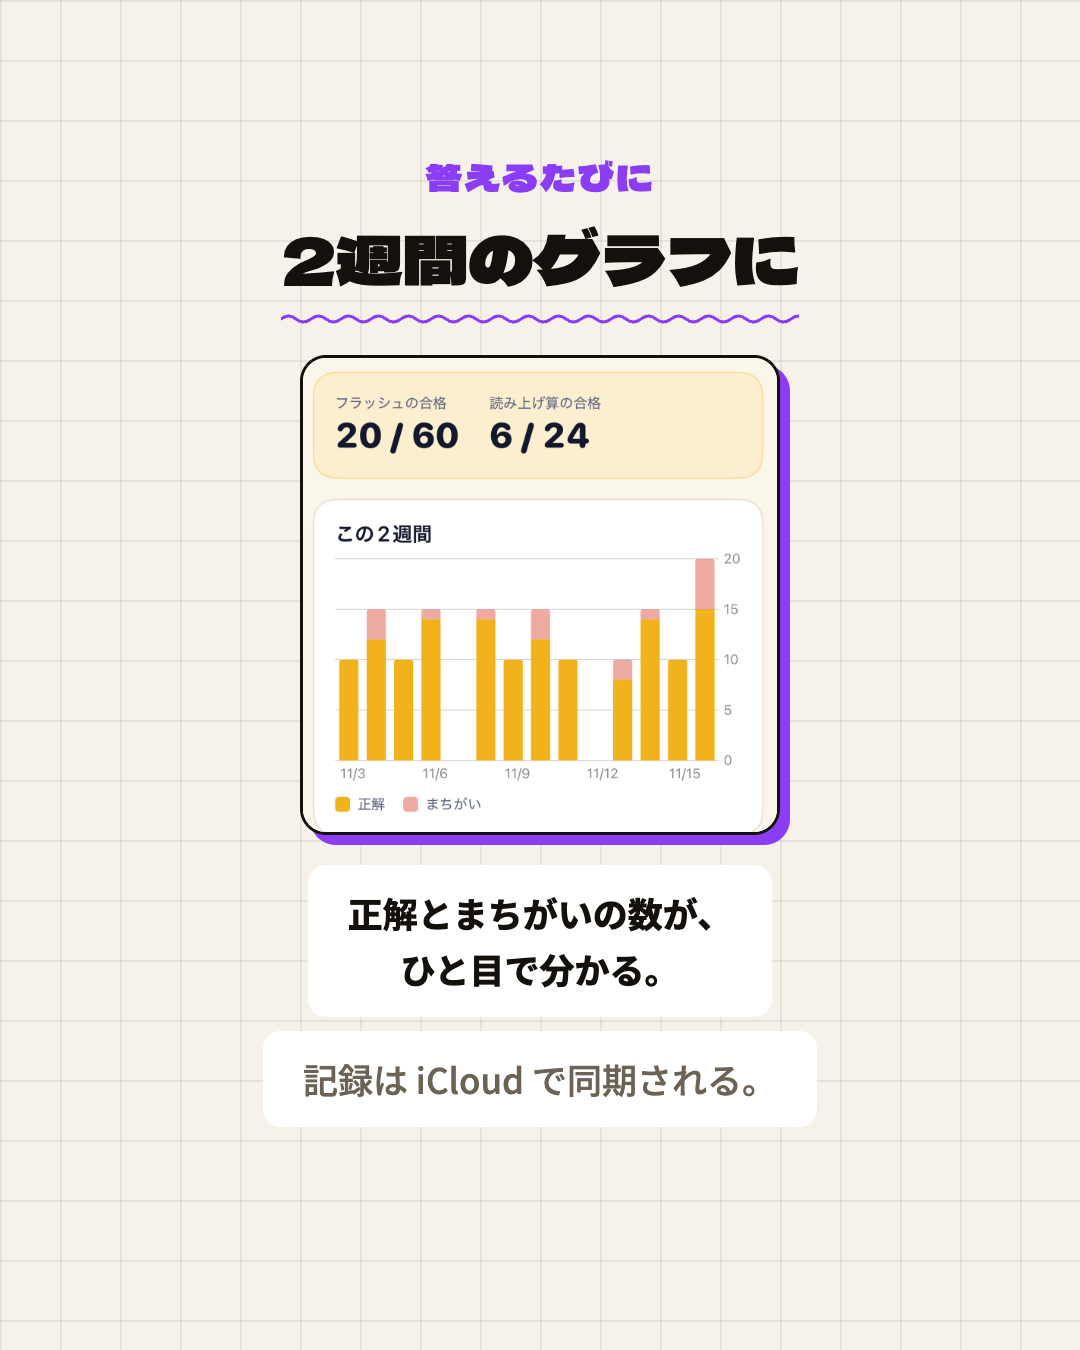 答えるたびに
2週間のグラフに
フラッシュの合格 読み上げ算の合格
20 / 60 6 / 24
この2週間
20
15
10
5
0
11/3 11/6 11/9 11/12 11/15
正解 まちがい
正解とまちがいの数が、
ひと目で分かる。
記録は iCloud で同期される。